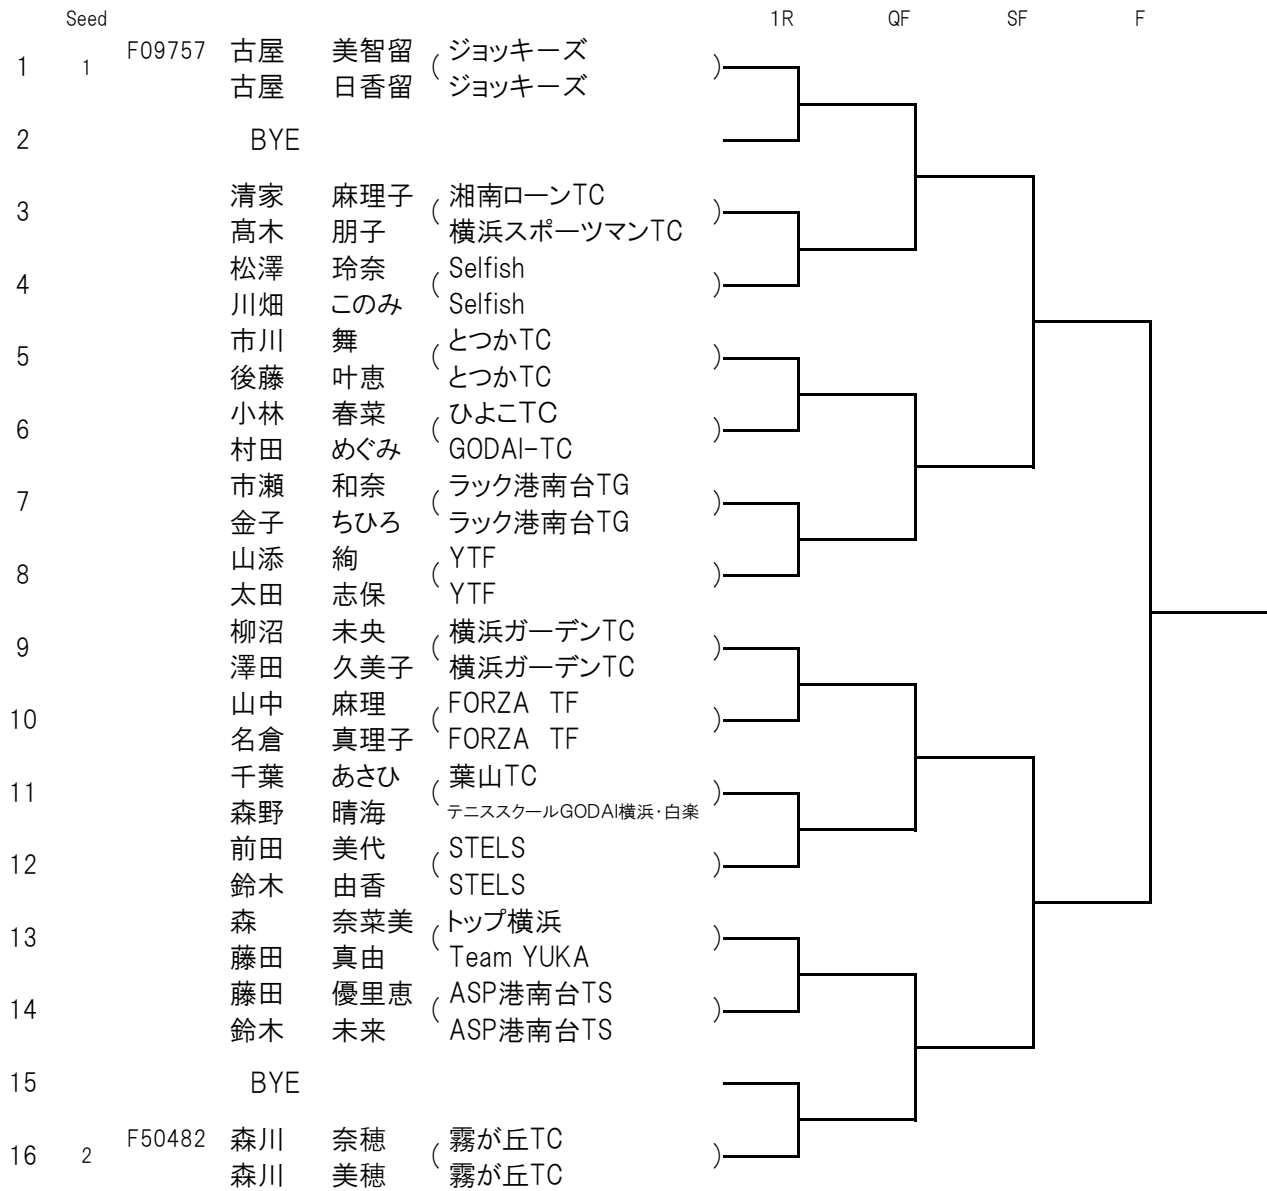 Seed 1R QF SF F
1 1 F09757 古屋 美智留 ( ジョッキーズ )
古屋 日香留 ジョッキーズ
2 BYE
3 清家 麻理子 ( 湘南ローンTC )
髙木 朋子 横浜スポーツマンTC
4 松澤 玲奈 ( Selfish )
川畑 このみ Selfish
5 市川 舞 ( とつかTC )
後藤 叶恵 とつかTC
6 小林 春菜 ( ひよこTC )
村田 めぐみ GODAI-TC
7 市瀬 和奈 ( ラック港南台TG )
金子 ちひろ ラック港南台TG
8 山添 絢 ( YTF )
太田 志保 YTF
9 柳沼 未央 ( 横浜ガーデンTC )
澤田 久美子 横浜ガーデンTC
10 山中 麻理 ( FORZA TF )
名倉 真理子 FORZA TF
11 千葉 あさひ ( 葉山TC )
森野 晴海 テニススクールGODAI横浜・白楽
12 前田 美代 ( STELS )
鈴木 由香 STELS
13 森 奈菜美 ( トップ横浜 )
藤田 真由 Team YUKA
14 藤田 優里恵 ( ASP港南台TS )
鈴木 未来 ASP港南台TS
15 BYE
16 2 F50482 森川 奈穂 ( 霧が丘TC )
森川 美穂 霧が丘TC